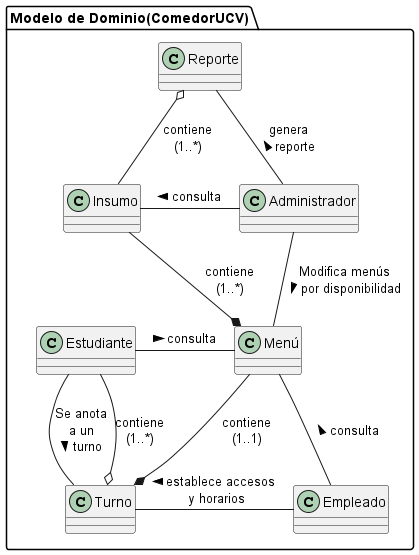 Modelo de Dominio(ComedorUCV)
C Reporte
contiene
(1..*)
genera
reporte
C Insumo
consulta
C Administrador
contiene
(1..*)
Modifica menús
por disponibilidad
C Estudiante
consulta
C Menú
Se anota
a un
turno
contiene
(1..*)
contiene
(1..1)
consulta
establece accesos
y horarios
C Turno
C Empleado